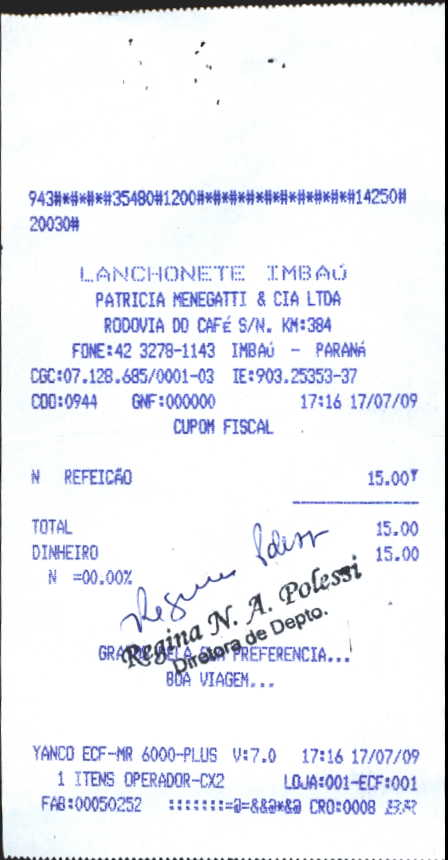 943#*#*#*#35480#1200#*#*#*#*#*#*#*#*#14250#
20030#
LANCHONETE IMBAÚ
PATRICIA MENEGATTI & CIA LTDA
RODOVIA DO CAFÉ S/N. KM:384
FONE:42 3278-1143 IMBAÚ - PARANÁ
CGC:07.128.685/0001-03 IE:903.25353-37
COO:0944 GNF:000000 17:16 17/07/09
CUPOM FISCAL
N REFEICÃO 15.00T
TOTAL 15.00
DINHEIRO 15.00
N =00.00%
Regina Polessi
Regina N. A. Polessi
Diretora de Depto.
PREFERENCIA...
BOA VIAGEM...
YANCO ECF-MR 6000-PLUS V:7.0 17:16 17/07/09
1 ITENS OPERADOR-CX2 LOJA:001-ECF:001
FAB:00050252 :::::::=@=&&@*&@ CRO:0008